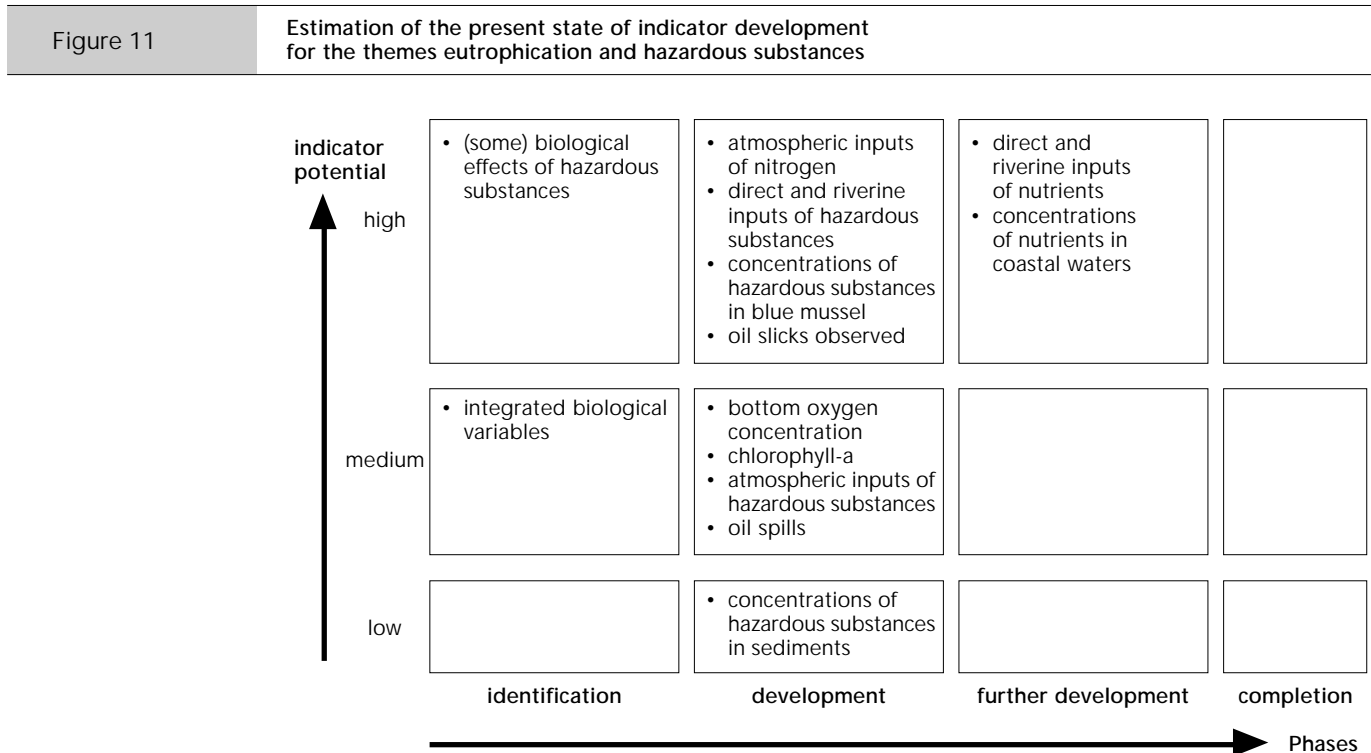 Figure 11
Estimation of the present state of indicator development
for the themes eutrophication and hazardous substances
indicator
potential
high
• (some) biological
effects of hazardous
substances
• atmospheric inputs
of nitrogen
• direct and riverine
inputs of hazardous
substances
• concentrations of
hazardous substances
in blue mussel
• oil slicks observed
• direct and
riverine inputs
of nutrients
• concentrations
of nutrients in
coastal waters
medium
• integrated biological
variables
• bottom oxygen
concentration
• chlorophyll-a
• atmospheric inputs of
hazardous substances
• oil spills
low
• concentrations of
hazardous substances
in sediments
identification
development
further development
completion
Phases